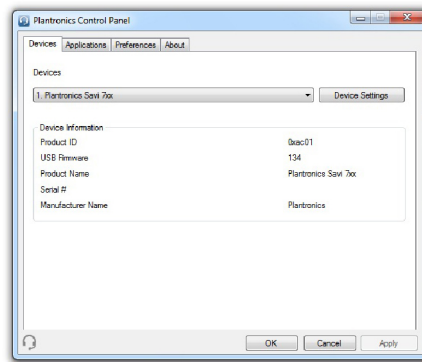 Plantronics Control Panel
Devices Applications Preferences About
Devices
1. Plantronics Savi 7xx Device Settings
Device Information
Product ID 0xac01
USB Firmware 134
Product Name Plantronics Savi 7xx
Serial #
Manufacturer Name Plantronics
OK Cancel Apply